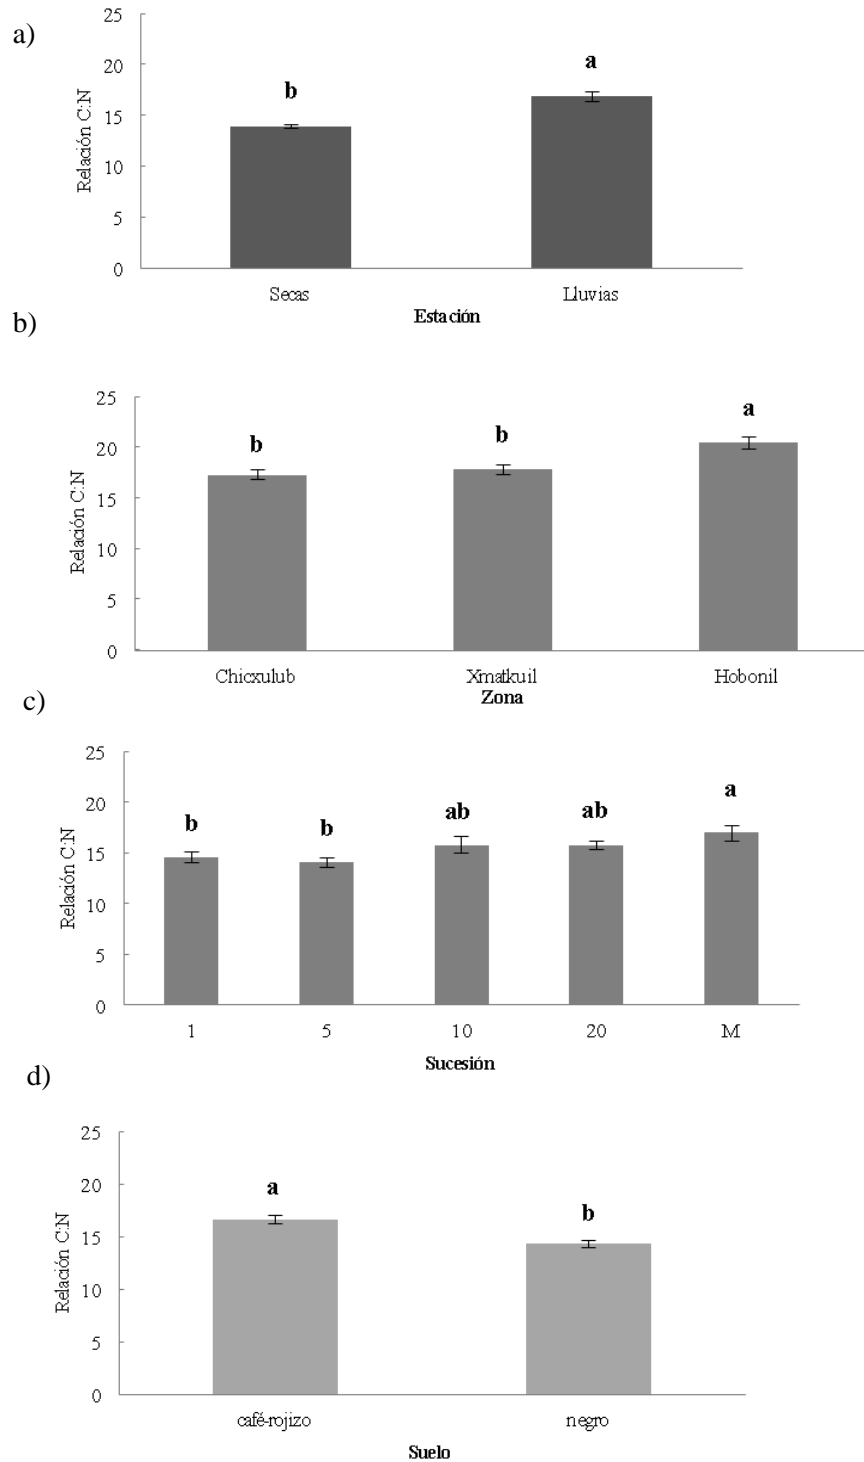 a)
25
20
15
10
5
0
Relación C:N
b
a
Secas
Lluvias
Estación
b)
25
20
15
10
5
0
Relación C:N
b
b
a
Chicxulub
Xmatkuil
Hobonil
Zona
c)
25
20
15
10
5
0
Relación C:N
b
b
ab
ab
a
1
5
10
20
M
Sucesión
d)
25
20
15
10
5
0
Relación C:N
a
b
café-rojizo
negro
Suelo